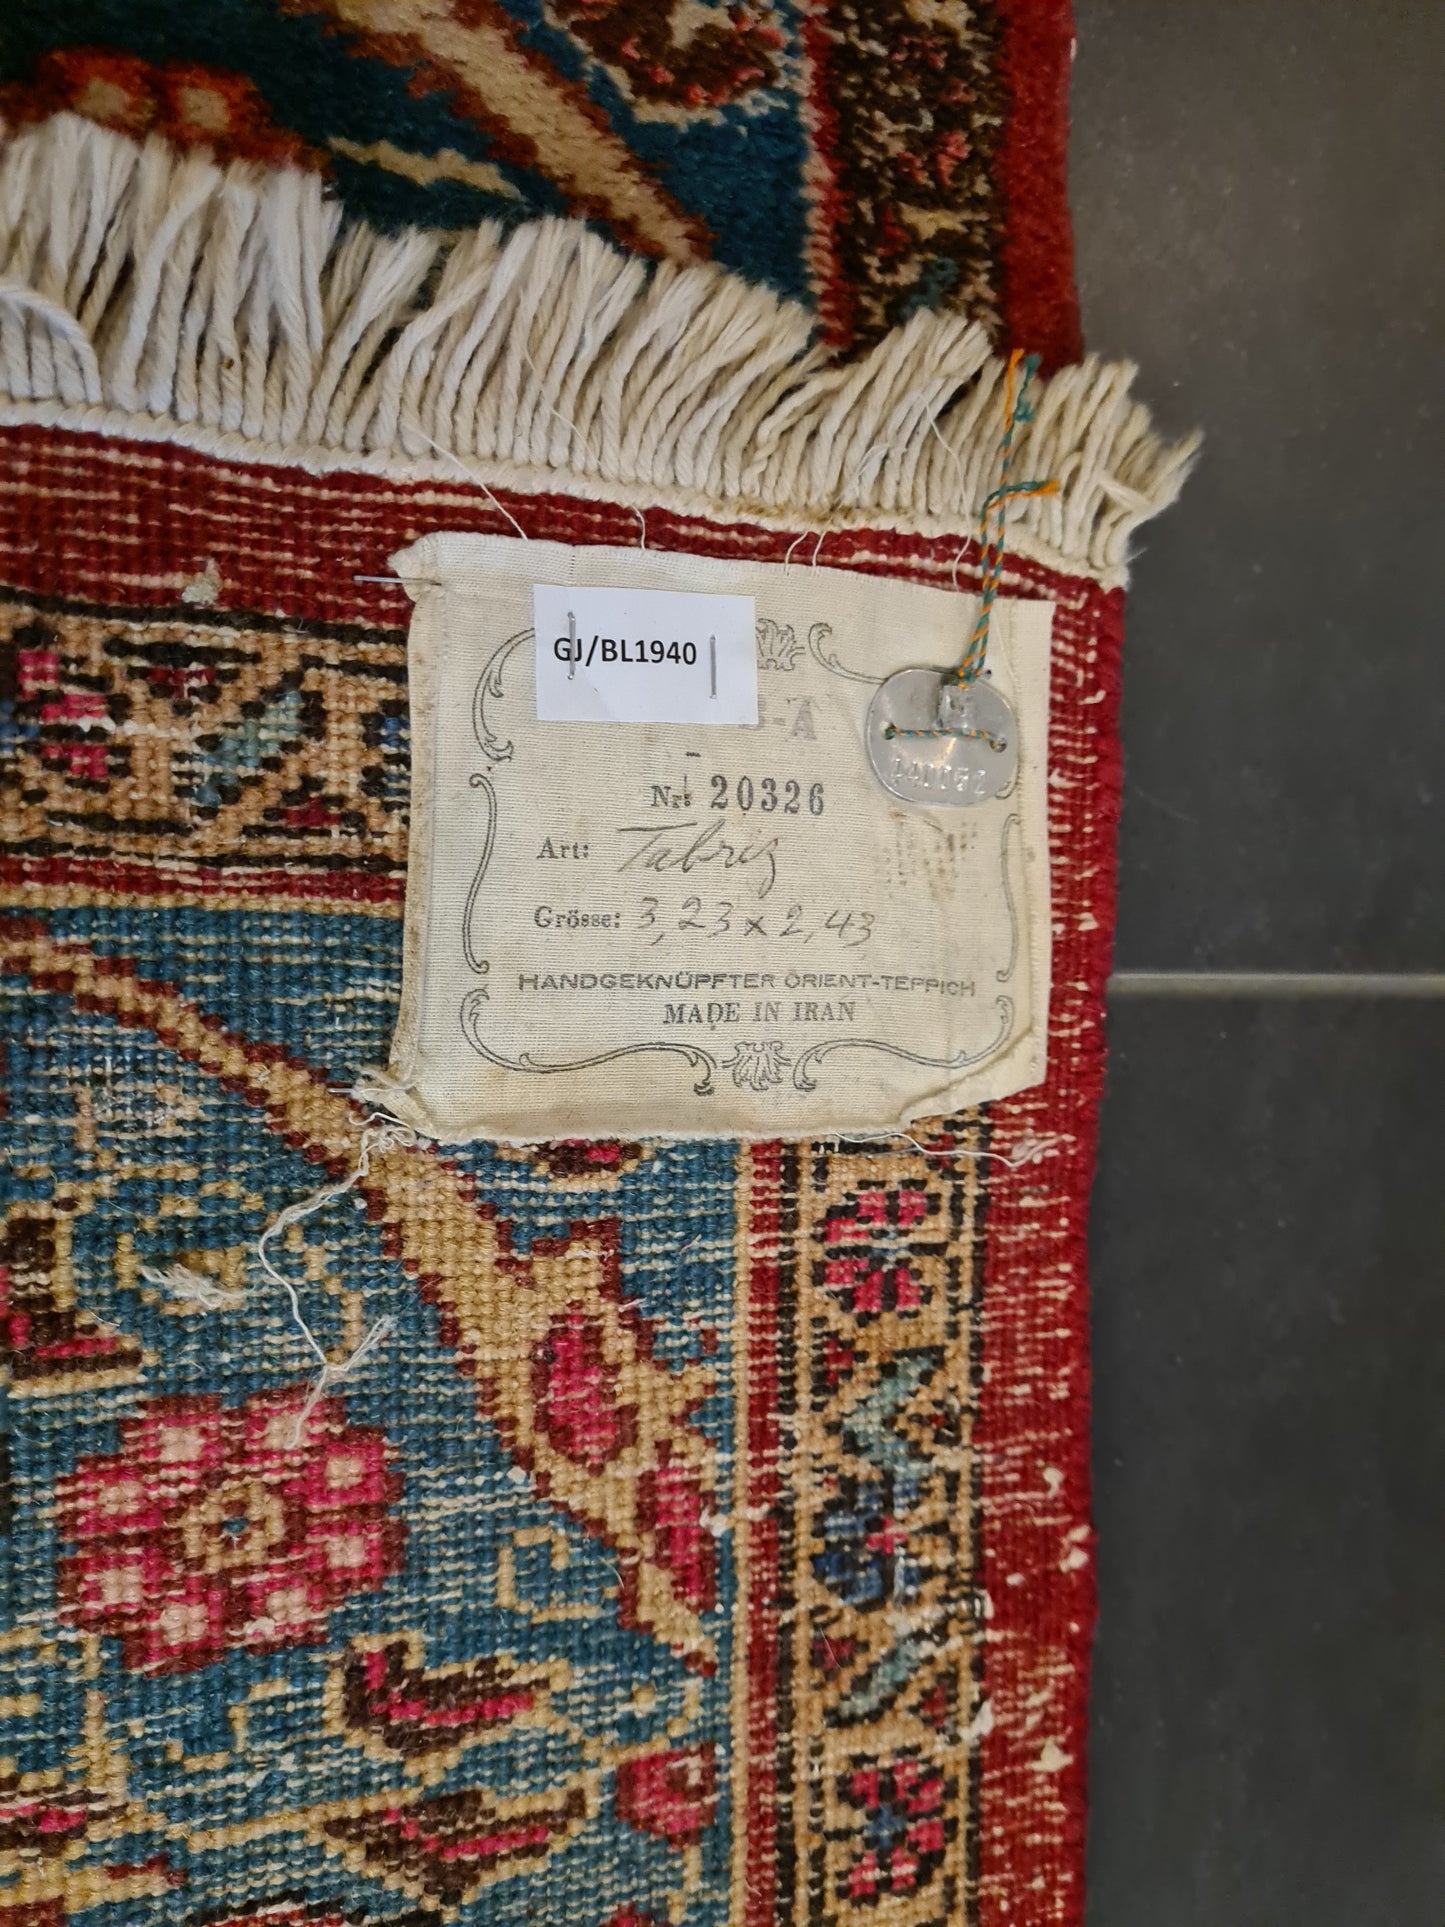 GJ/BL1940
-A
Nr: 20326
Art: Tabriz
Grösse: 3,23 x 2,43
HANDGEKNÜPFTER ORIENT-TEPPICH
MADE IN IRAN